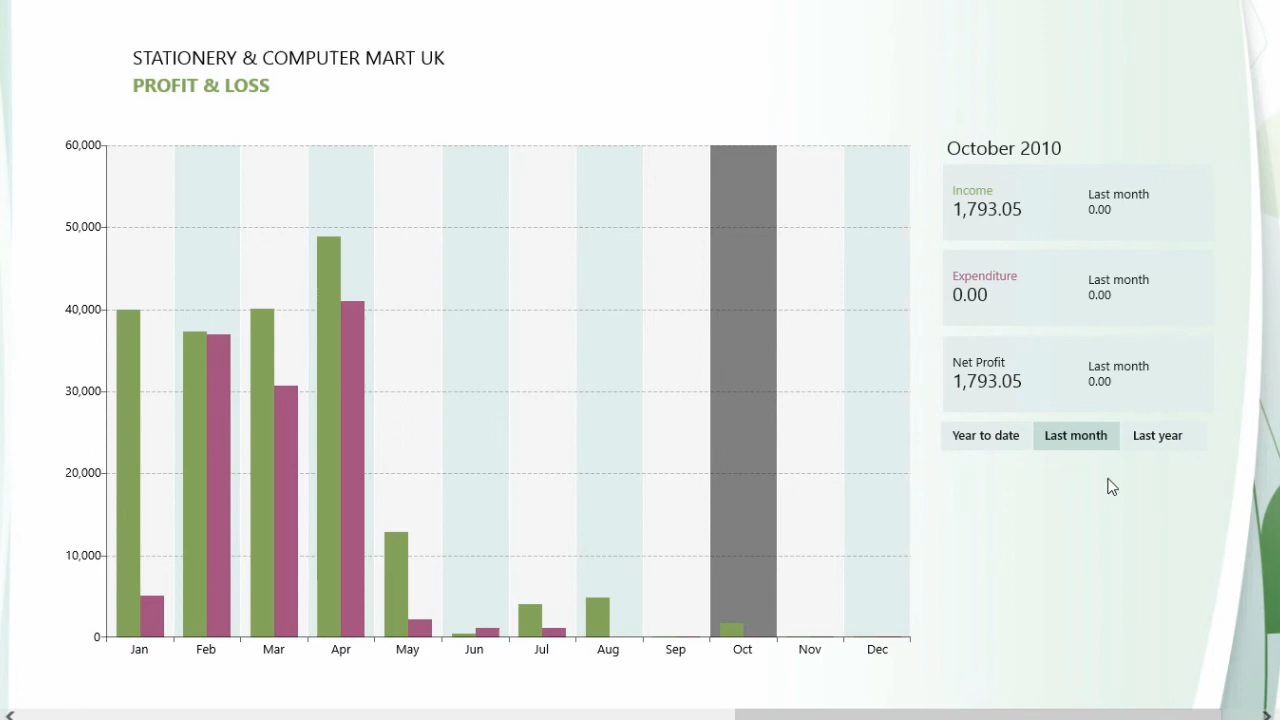 STATIONERY & COMPUTER MART UK
PROFIT & LOSS
60,000
50,000
40,000
30,000
20,000
10,000
0
Jan Feb Mar Apr May Jun Jul Aug Sep Oct Nov Dec
October 2010
Income Last month
1,793.05 0.00
Expenditure Last month
0.00 0.00
Net Profit Last month
1,793.05 0.00
Year to date Last month Last year